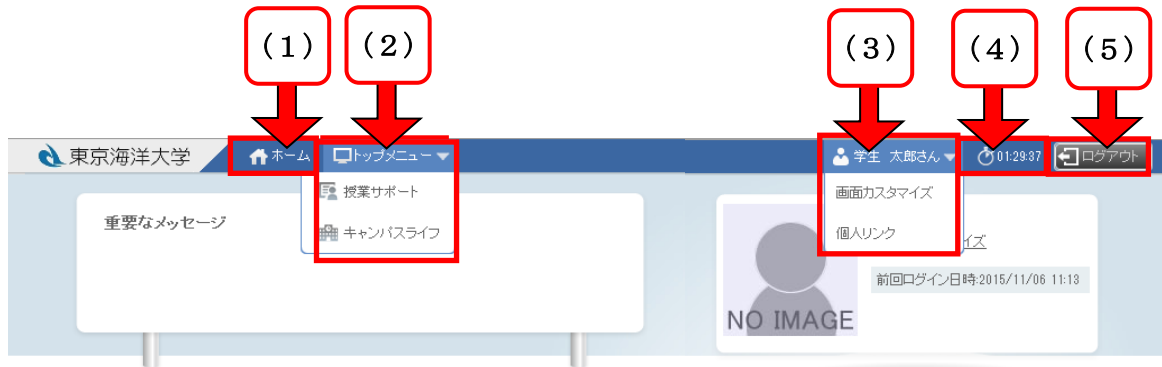 （１） （２） （３） （４） （５）
東京海洋大学 ホーム トップメニュー 学生 太郎さん 01:29:37 ログアウト
授業サポート 画面カスタマイズ
重要なメッセージ
キャンパスライフ 個人リンク イズ
前回ログイン日時:2015/11/06 11:13
NO IMAGE